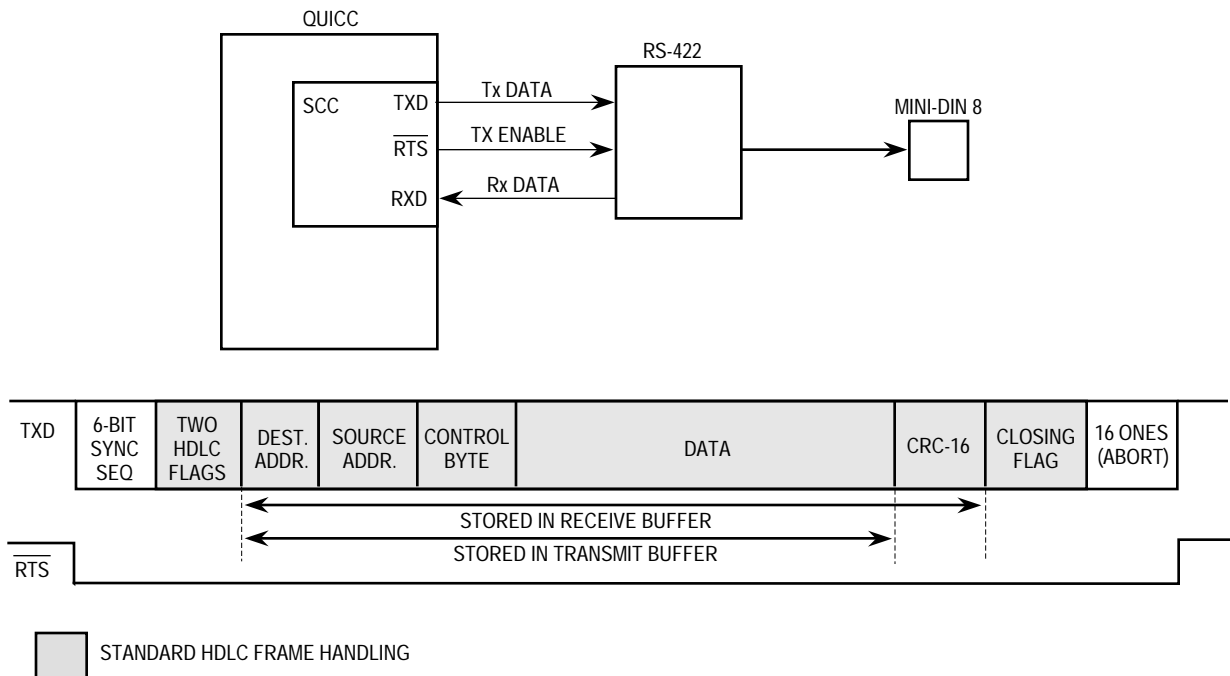 QUICC
RS-422
SCC
TXD
Tx DATA
MINI-DIN 8
RTS
TX ENABLE
RXD
Rx DATA
TXD
6-BIT
SYNC
SEQ
TWO
HDLC
FLAGS
DEST.
ADDR.
SOURCE
ADDR.
CONTROL
BYTE
DATA
CRC-16
CLOSING
FLAG
16 ONES
(ABORT)
STORED IN RECEIVE BUFFER
STORED IN TRANSMIT BUFFER
RTS
STANDARD HDLC FRAME HANDLING